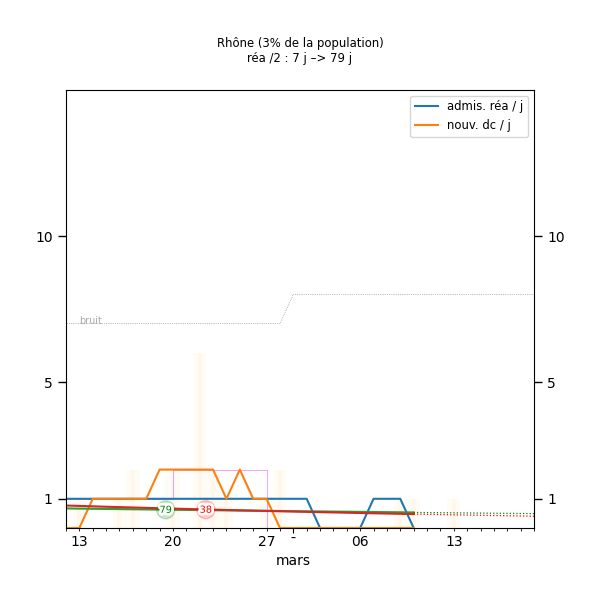 Rhône (3% de la population)
réa /2 : 7 j –> 79 j
admis. réa / j
nouv. dc / j
10
10
bruit
5
5
1
1
79
38
13
20
27
-
06
13
mars